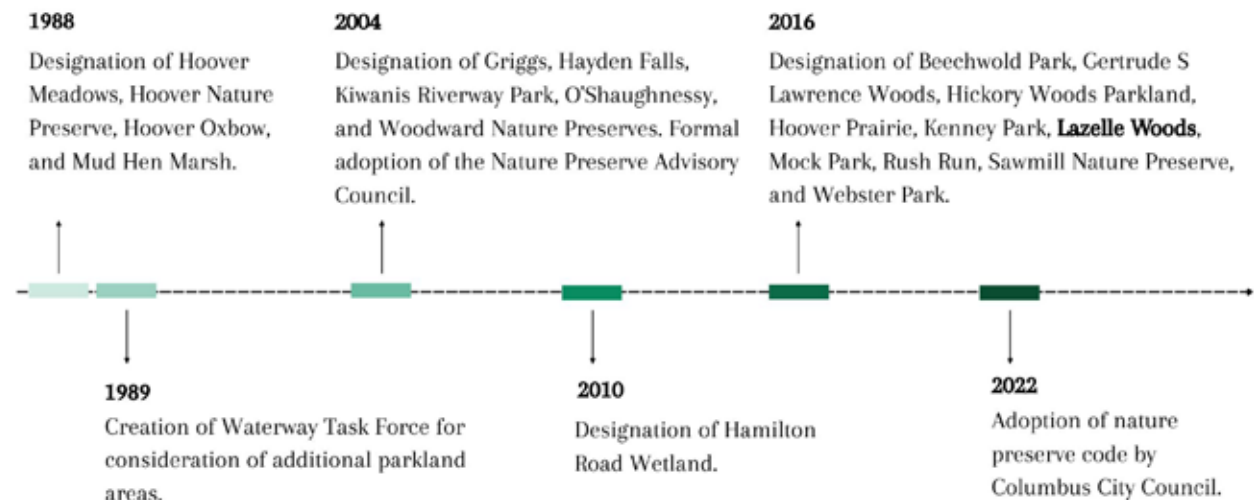 1988
Designation of Hoover
Meadows, Hoover Nature
Preserve, Hoover Oxbow,
and Mud Hen Marsh.
2004
Designation of Griggs, Hayden Falls,
Kiwanis Riverway Park, O'Shaughnessy,
and Woodward Nature Preserves. Formal
adoption of the Nature Preserve Advisory
Council.
2016
Designation of Beechwold Park, Gertrude S
Lawrence Woods, Hickory Woods Parkland,
Hoover Prairie, Kenney Park, Lazelle Woods,
Mock Park, Rush Run, Sawmill Nature Preserve,
and Webster Park.
1989
Creation of Waterway Task Force for
consideration of additional parkland
areas.
2010
Designation of Hamilton
Road Wetland.
2022
Adoption of nature
preserve code by
Columbus City Council.